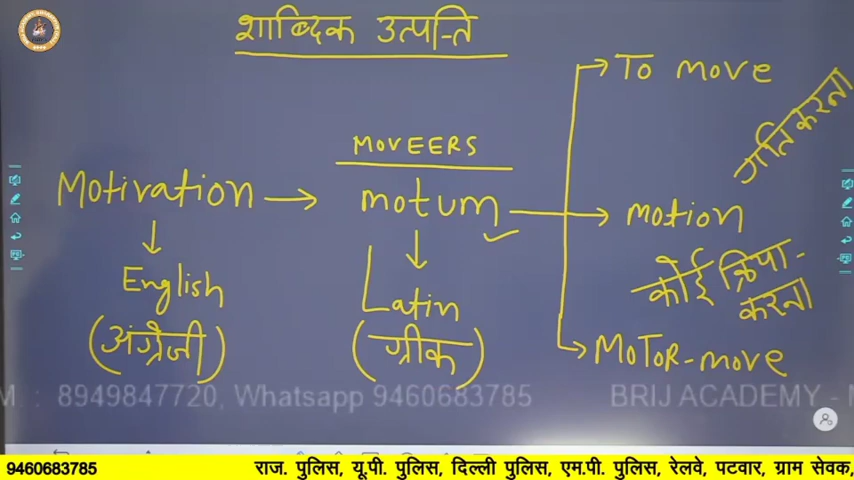 शाब्दिक उत्पत्ति
To move
गति करना
MOVEERS
Motivation → motum
motion
English
Latin
कोई क्रिया-
करना
(अंग्रेजी)
(ग्रीक)
MOTOR-move
M : 8949847720, Whatsapp 9460683785
BRIJ ACADEMY -
9460683785
राज. पुलिस, यू.पी. पुलिस, दिल्ली पुलिस, एम.पी. पुलिस, रेलवे, पटवार, ग्राम सेवक,